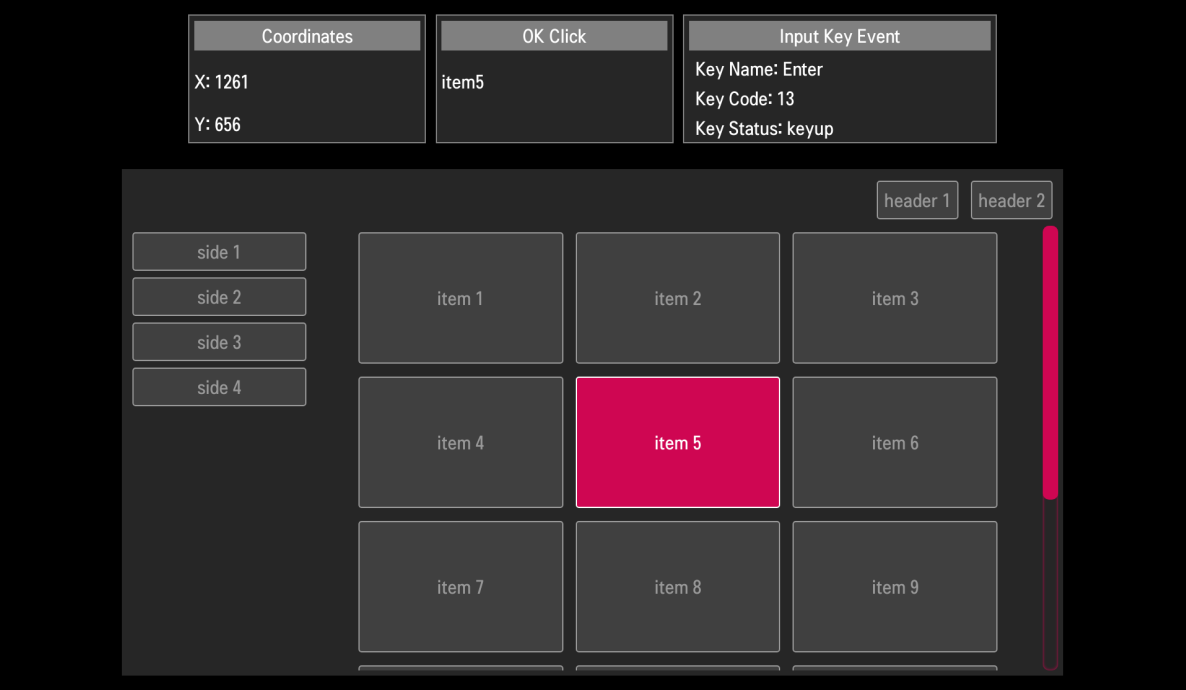 Coordinates
X: 1261
Y: 656
OK Click
item5
Input Key Event
Key Name: Enter
Key Code: 13
Key Status: keyup
header 1
header 2
side 1
side 2
side 3
side 4
item 1
item 2
item 3
item 4
item 5
item 6
item 7
item 8
item 9